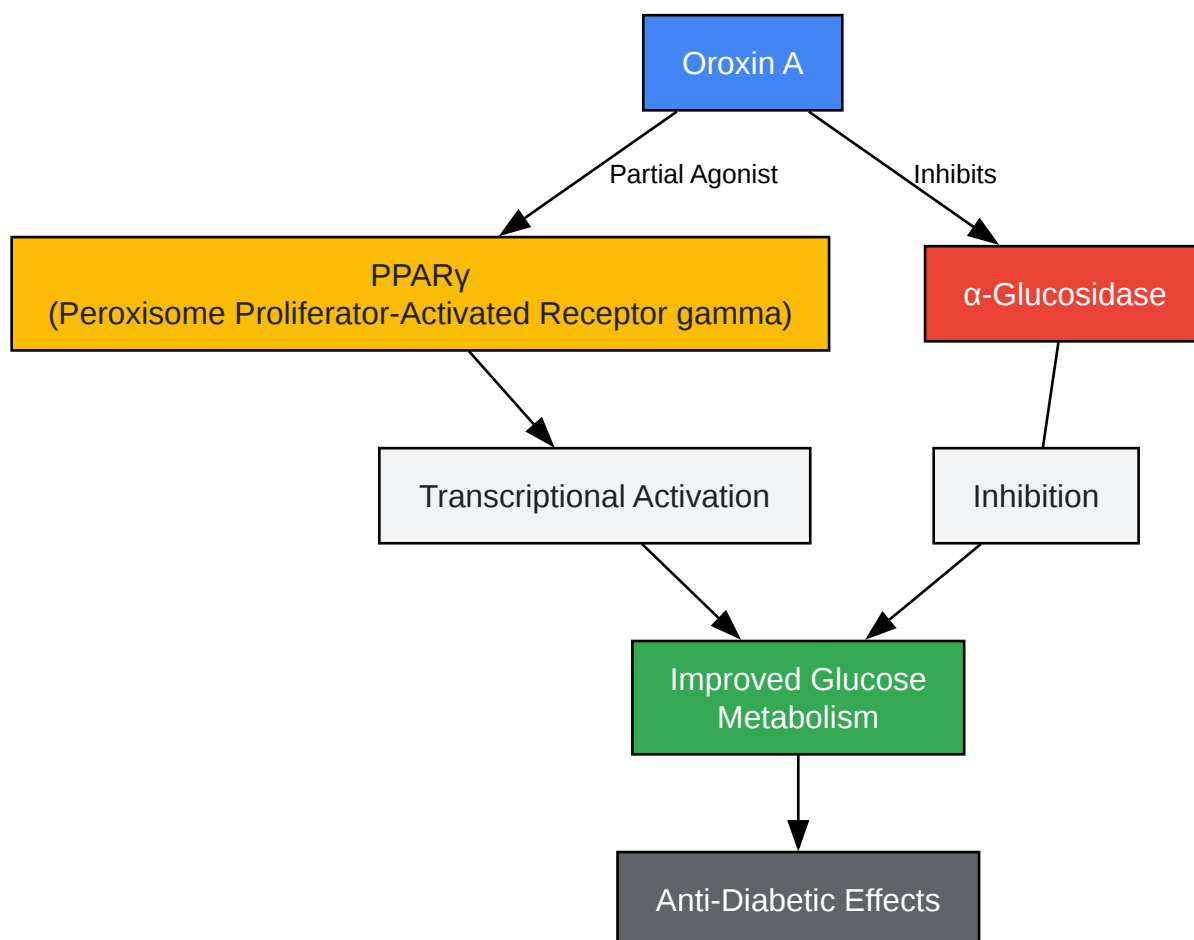 Oroxin A
Partial Agonist
Inhibits
PPARγ
(Peroxisome Proliferator-Activated Receptor gamma)
α-Glucosidase
Transcriptional Activation
Inhibition
Improved Glucose
Metabolism
Anti-Diabetic Effects